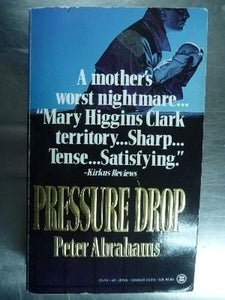 A mother's
worst nightmare...
"Mary Higgins Clark
territory...Sharp...
Tense...Satisfying."
-Kirkus Reviews
PRESSURE DROP
Peter Abrahams